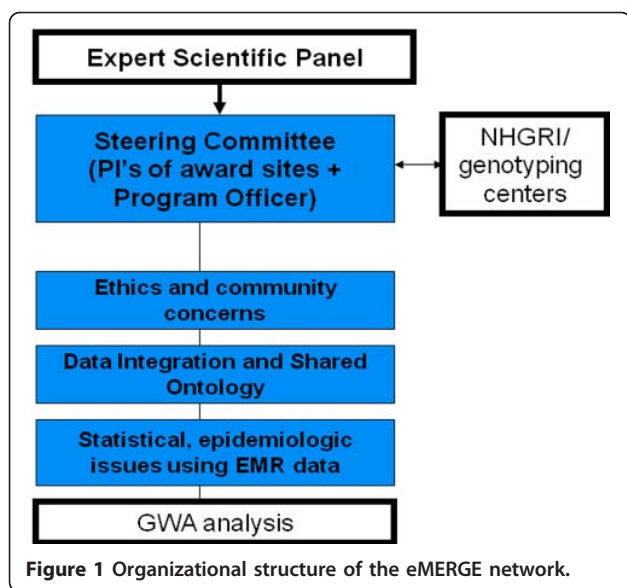 Expert Scientific Panel
Steering Committee
(PI's of award sites +
Program Officer)
NHGRI/
genotyping
centers
Ethics and community
concerns
Data Integration and Shared
Ontology
Statistical, epidemiologic
issues using EMR data
GWA analysis
Figure 1 Organizational structure of the eMERGE network.